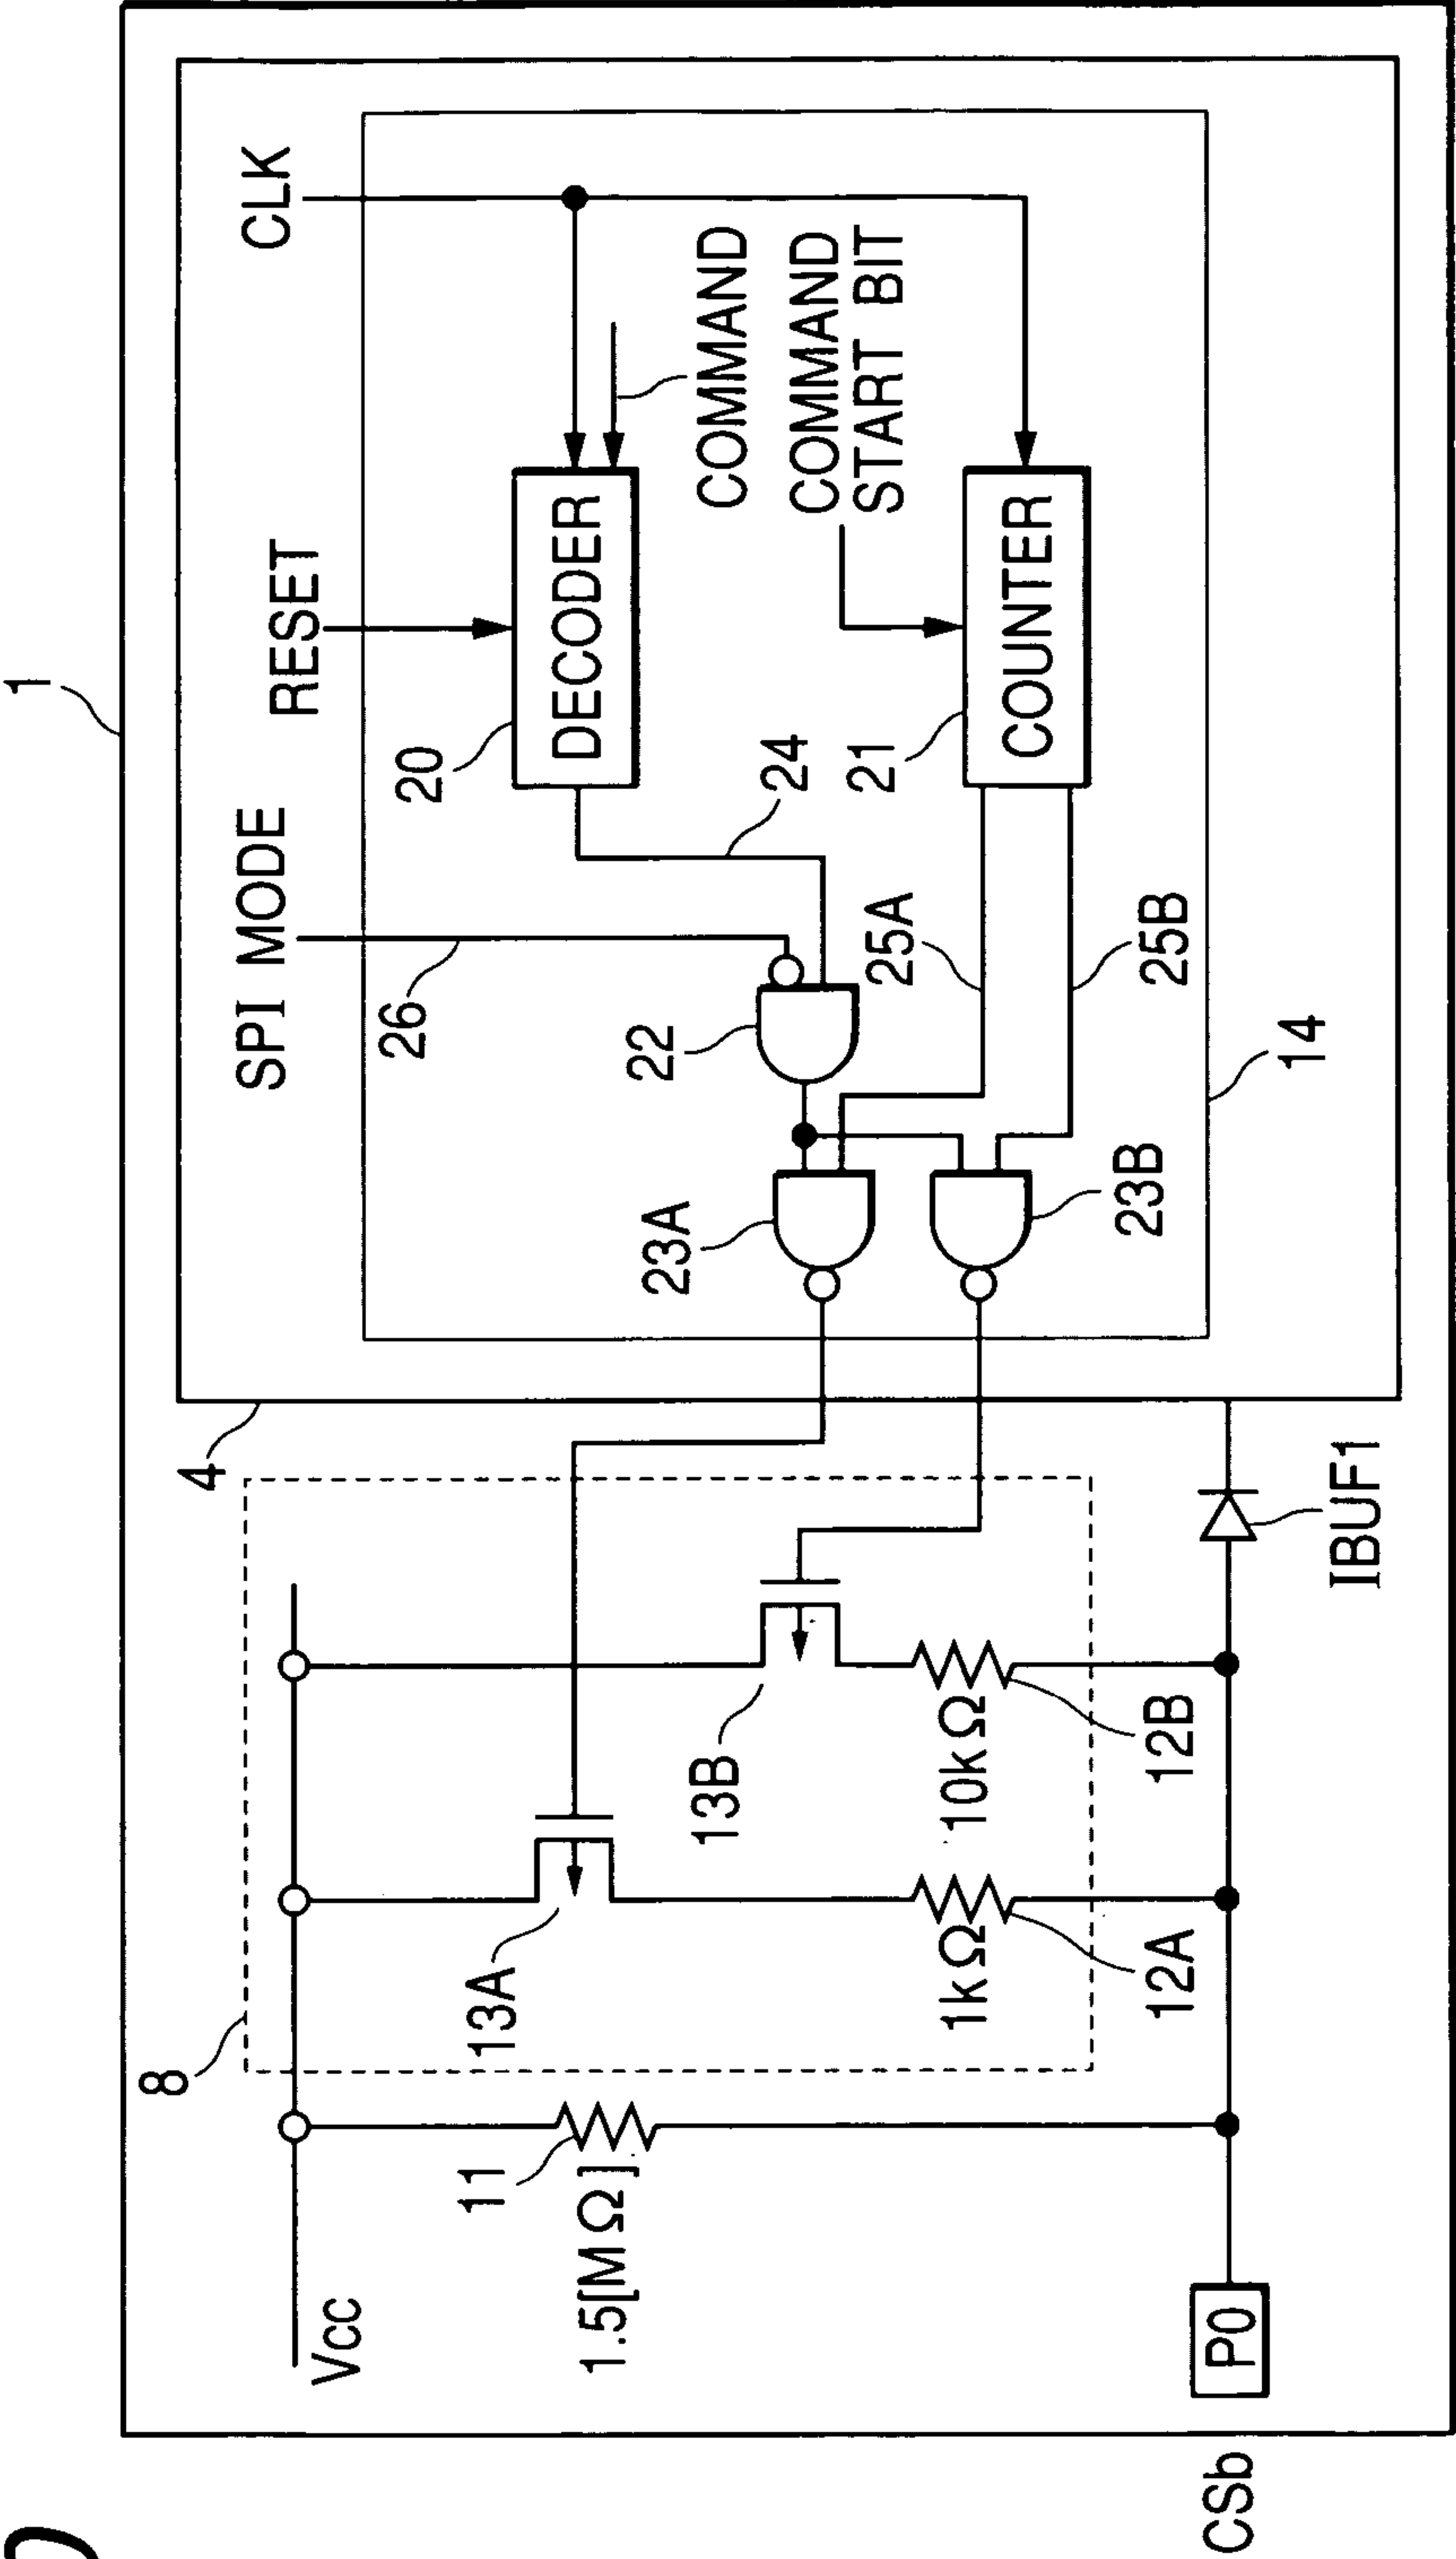 1
SPI MODE
RESET
CLK
4
8
26
20
DECODER
COMMAND
COMMAND
START BIT
24
21
COUNTER
22
25A
25B
23A
23B
14
Vcc
11
1.5[MΩ]
13A
13B
1kΩ
10kΩ
12A
12B
IBUF1
CSb
P0